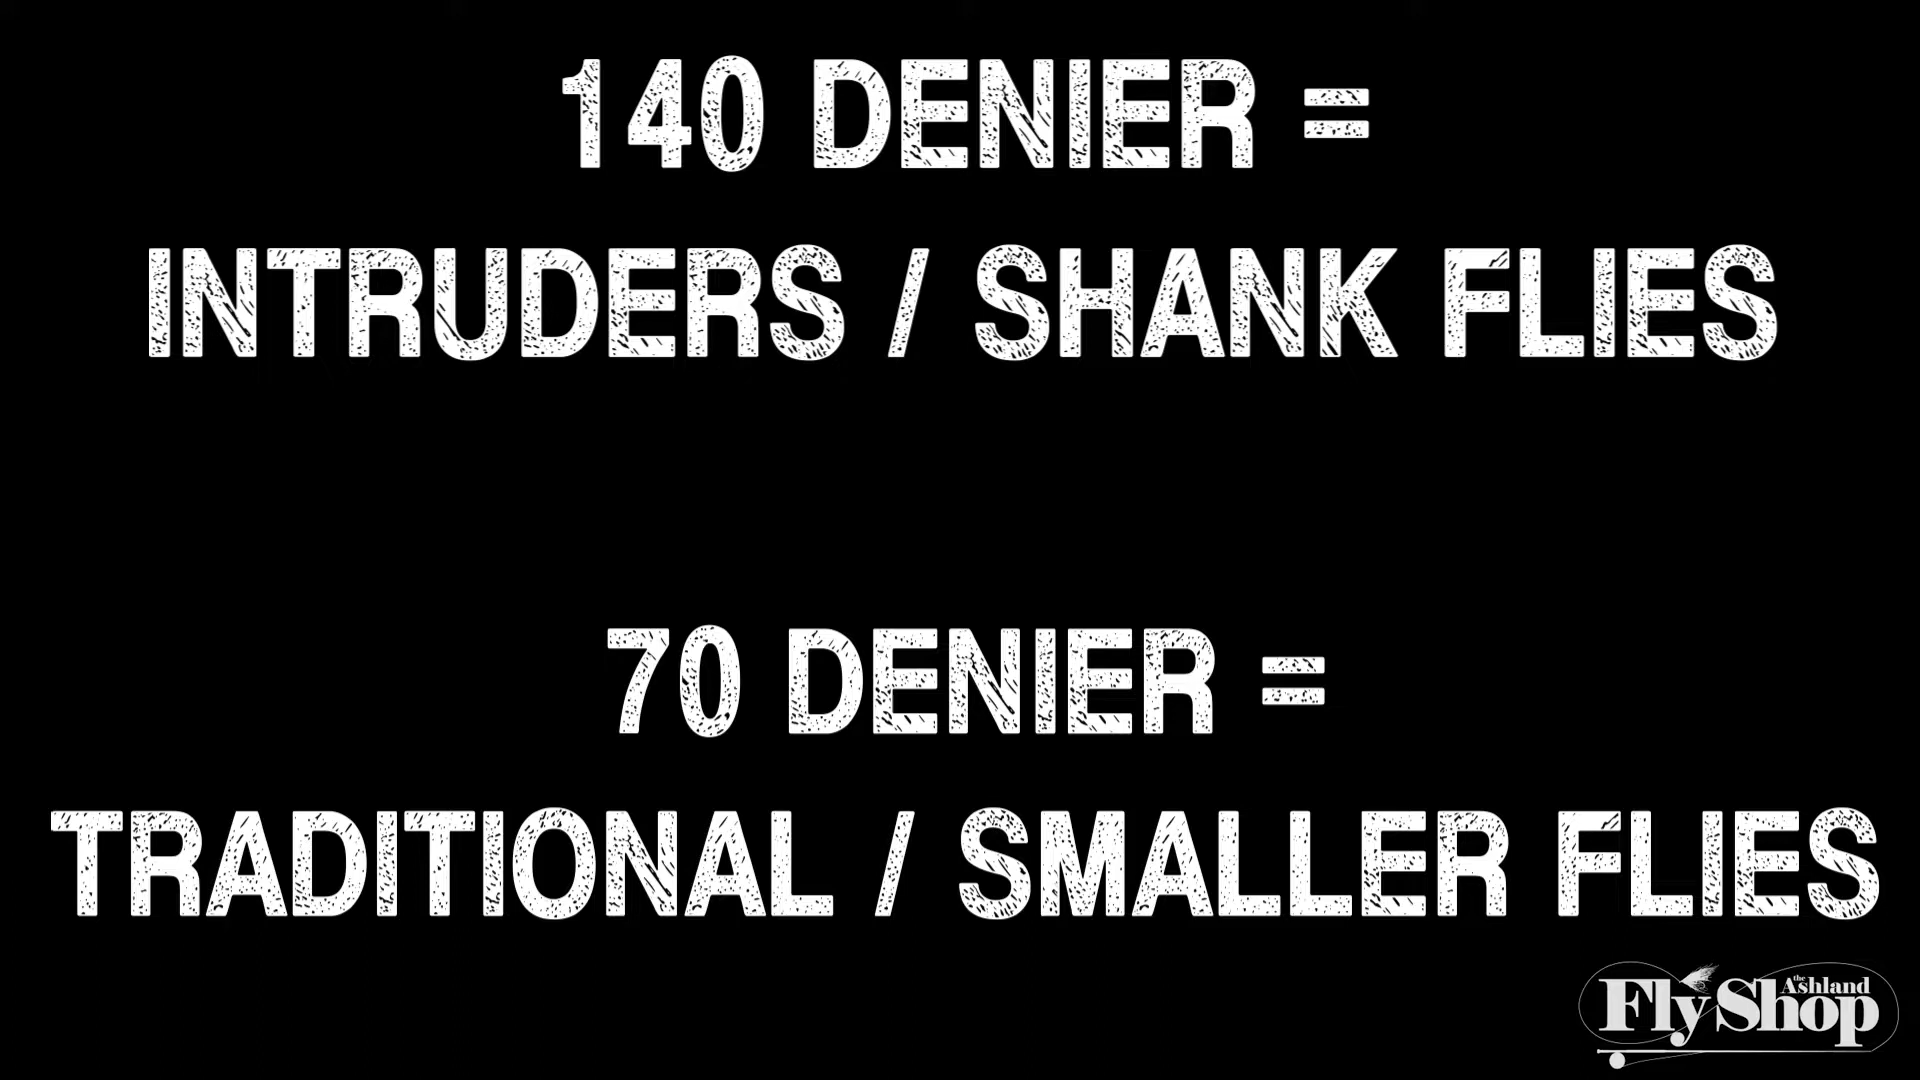 140 DENIER =
INTRUDERS / SHANK FLIES
70 DENIER =
TRADITIONAL / SMALLER FLIES
the Ashland
Fly Shop